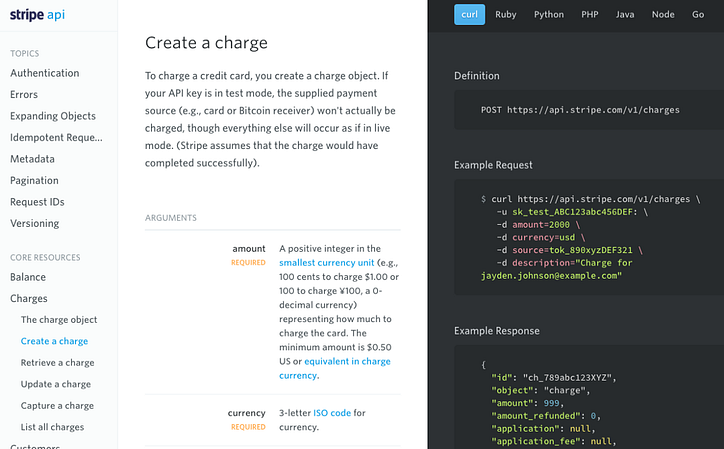 stripe api
TOPICS
Authentication
Errors
Expanding Objects
Idempotent Reque...
Metadata
Pagination
Request IDs
Versioning
CORE RESOURCES
Balance
Charges
The charge object
Create a charge
Retrieve a charge
Update a charge
Capture a charge
List all charges
Customers
Create a charge
To charge a credit card, you create a charge object. If
your API key is in test mode, the supplied payment
source (e.g., card or Bitcoin receiver) won't actually be
charged, though everything else will occur as if in live
mode. (Stripe assumes that the charge would have
completed successfully).
ARGUMENTS
amount
REQUIRED
A positive integer in the
smallest currency unit (e.g.,
100 cents to charge $1.00 or
100 to charge ¥100, a 0-
decimal currency)
representing how much to
charge the card. The
minimum amount is $0.50
US or equivalent in charge
currency.
currency
REQUIRED
3-letter ISO code for
currency.
curl Ruby Python PHP Java Node Go
Definition
POST https://api.stripe.com/v1/charges
Example Request
$ curl https://api.stripe.com/v1/charges \
-u sk_test_ABC123abc456DEF: \
-d amount=2000 \
-d currency=usd \
-d source=tok_890xyzDEF321 \
-d description="Charge for
jayden.johnson@example.com"
Example Response
{
"id": "ch_789abc123XYZ",
"object": "charge",
"amount": 999,
"amount_refunded": 0,
"application": null,
"application_fee": null,